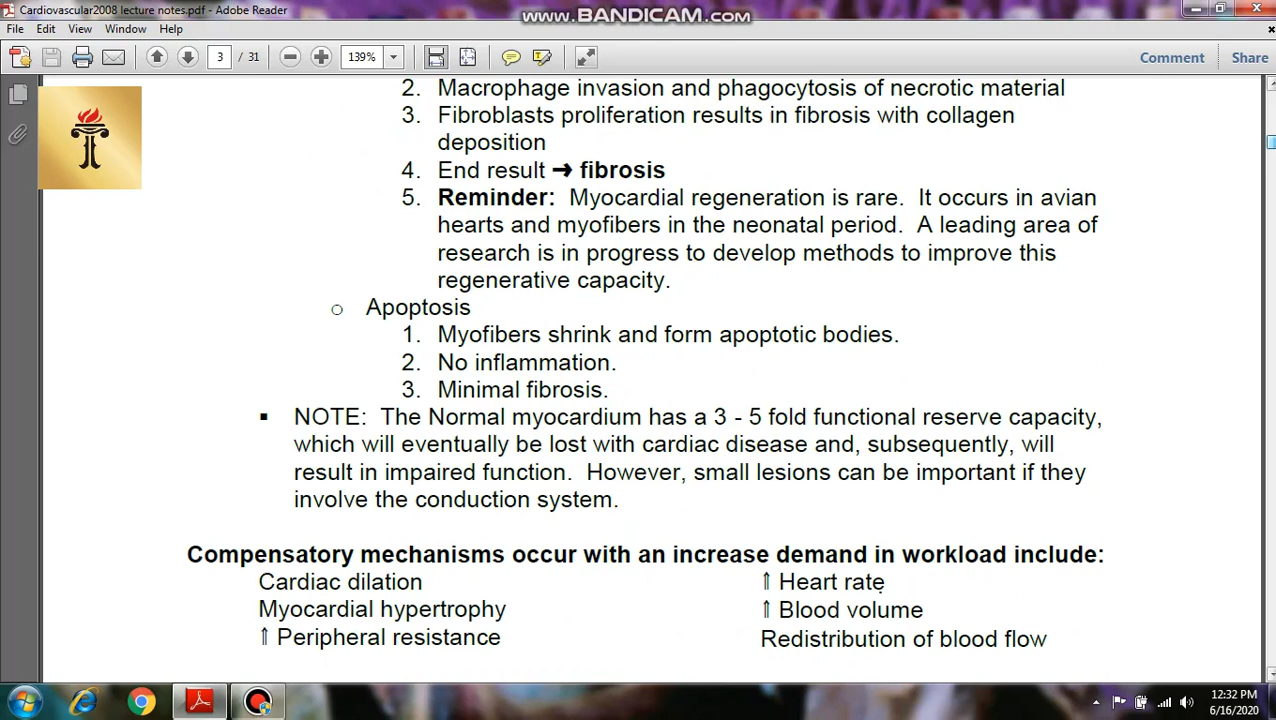 Cardiovascular2008 lecture notes.pdf - Adobe Reader
www.BANDICAM.com
File Edit View Window Help
3 / 31 139% Comment Share
2. Macrophage invasion and phagocytosis of necrotic material
3. Fibroblasts proliferation results in fibrosis with collagen
deposition
4. End result ➜ fibrosis
5. Reminder: Myocardial regeneration is rare. It occurs in avian
hearts and myofibers in the neonatal period. A leading area of
research is in progress to develop methods to improve this
regenerative capacity.
○ Apoptosis
1. Myofibers shrink and form apoptotic bodies.
2. No inflammation.
3. Minimal fibrosis.
▪ NOTE: The Normal myocardium has a 3 - 5 fold functional reserve capacity,
which will eventually be lost with cardiac disease and, subsequently, will
result in impaired function. However, small lesions can be important if they
involve the conduction system.
Compensatory mechanisms occur with an increase demand in workload include:
Cardiac dilation ⇑ Heart rate
Myocardial hypertrophy ⇑ Blood volume
⇑ Peripheral resistance Redistribution of blood flow
12:32 PM
6/16/2020